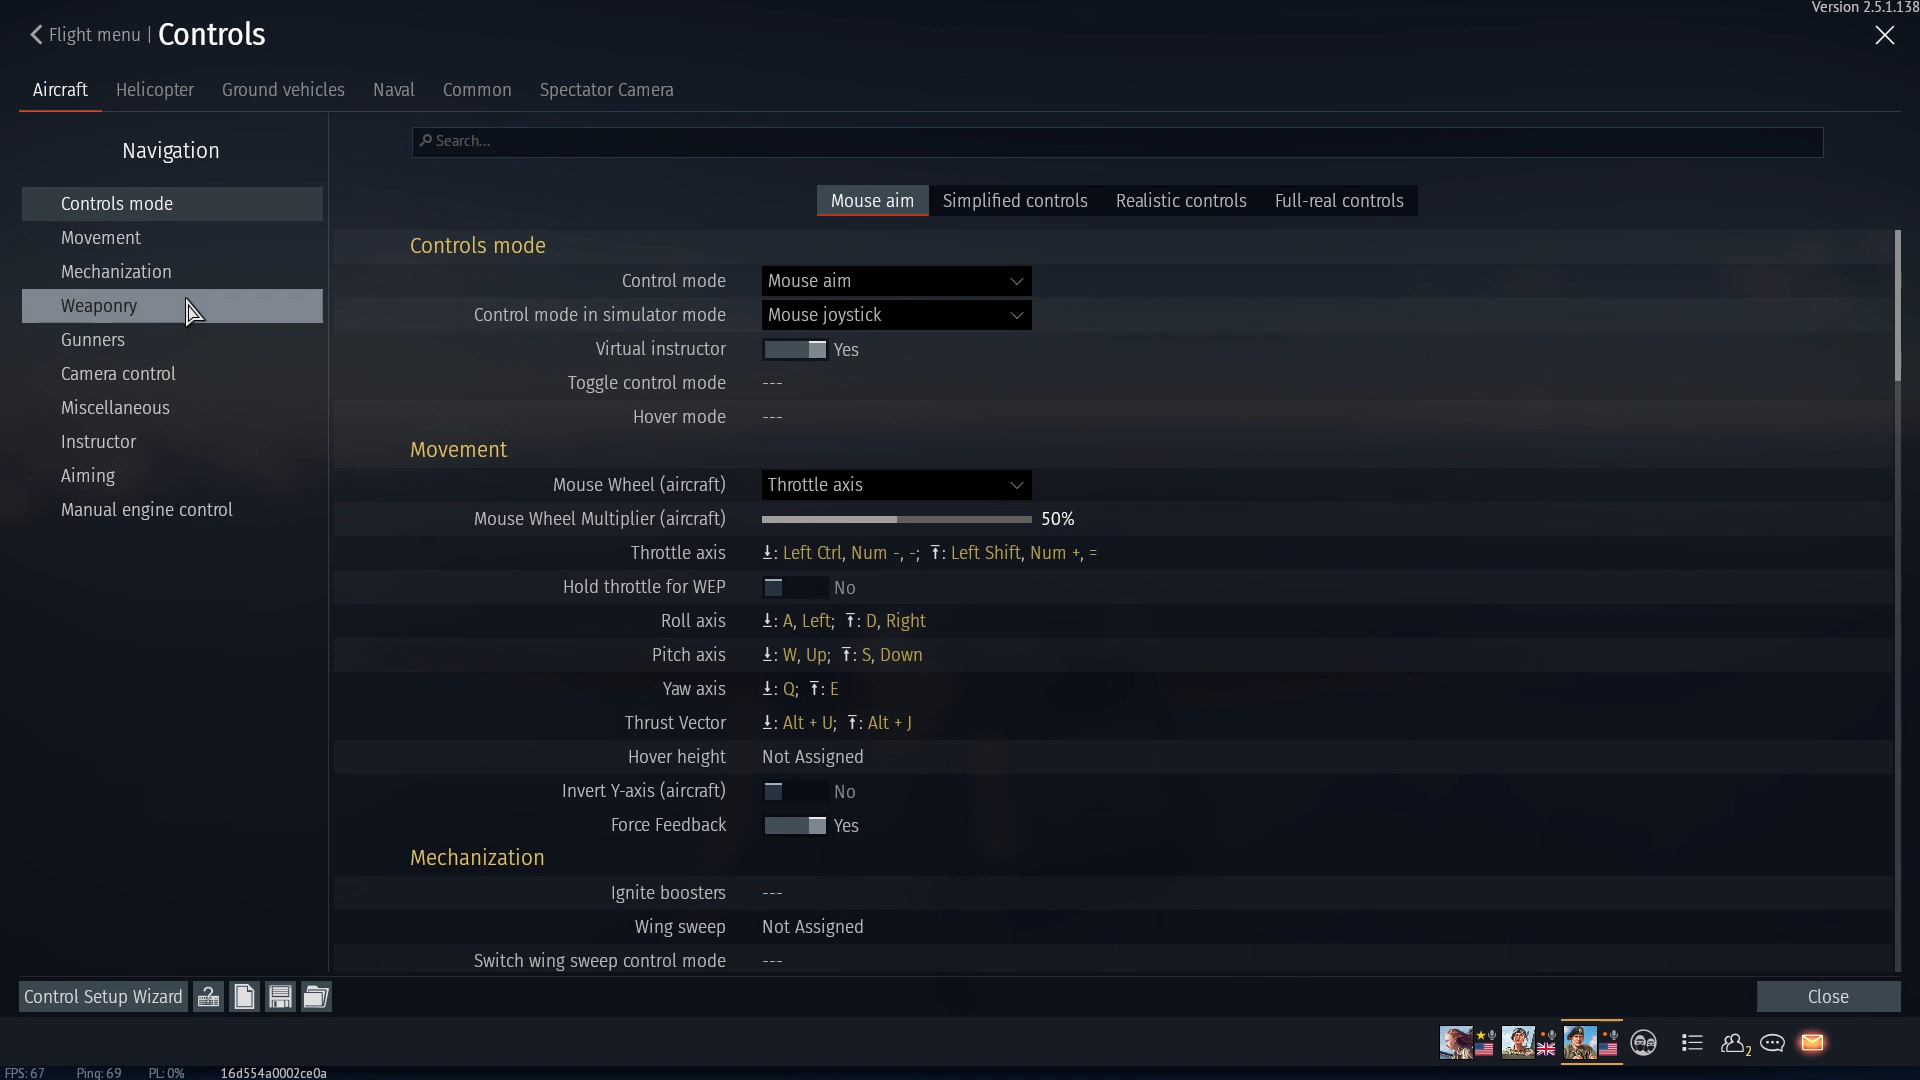 Version 2.5.1.138
Flight menu | Controls
Aircraft Helicopter Ground vehicles Naval Common Spectator Camera
Navigation
Search...
Controls mode
Movement
Mechanization
Weaponry
Gunners
Camera control
Miscellaneous
Instructor
Aiming
Manual engine control
Mouse aim Simplified controls Realistic controls Full-real controls
Controls mode
Control mode Mouse aim
Control mode in simulator mode Mouse joystick
Virtual instructor Yes
Toggle control mode ---
Hover mode ---
Movement
Mouse Wheel (aircraft) Throttle axis
Mouse Wheel Multiplier (aircraft) 50%
Throttle axis ↓: Left Ctrl, Num -, -; ↑: Left Shift, Num +, =
Hold throttle for WEP No
Roll axis ↓: A, Left; ↑: D, Right
Pitch axis ↓: W, Up; ↑: S, Down
Yaw axis ↓: Q; ↑: E
Thrust Vector ↓: Alt + U; ↑: Alt + J
Hover height Not Assigned
Invert Y-axis (aircraft) No
Force Feedback Yes
Mechanization
Ignite boosters ---
Wing sweep Not Assigned
Switch wing sweep control mode ---
Control Setup Wizard
Close
2
FPS: 67 Ping: 69 PL: 0% 16d554a0002ce0a